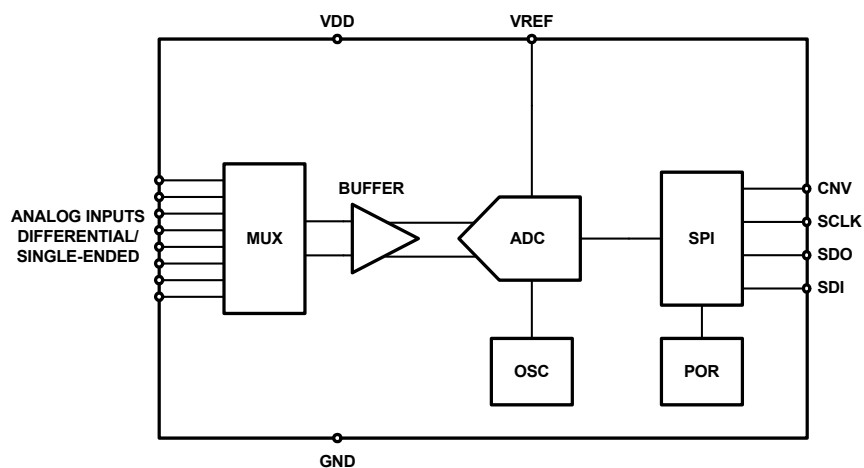 VDD
VREF
ANALOG INPUTS
DIFFERENTIAL/
SINGLE-ENDED
MUX
BUFFER
ADC
SPI
CNV
SCLK
SDO
SDI
OSC
POR
GND